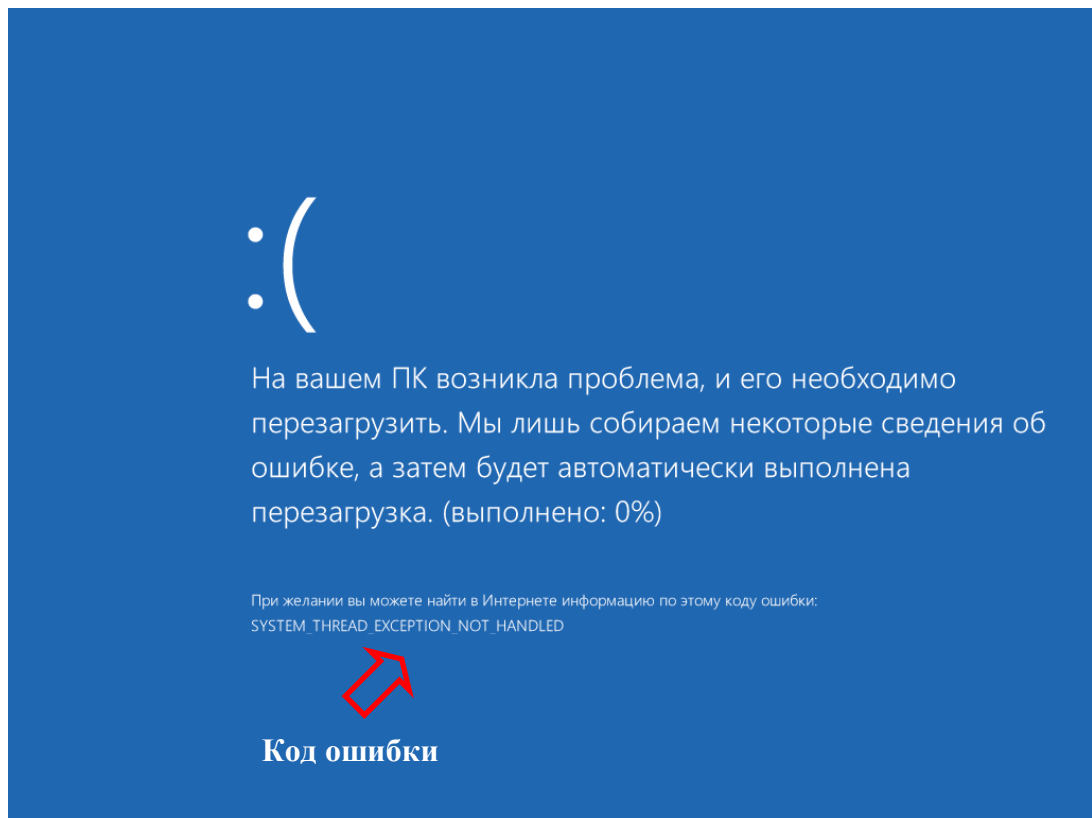 :(
На вашем ПК возникла проблема, и его необходимо
перезагрузить. Мы лишь собираем некоторые сведения об
ошибке, а затем будет автоматически выполнена
перезагрузка. (выполнено: 0%)
При желании вы можете найти в Интернете информацию по этому коду ошибки:
SYSTEM_THREAD_EXCEPTION_NOT_HANDLED
Код ошибки